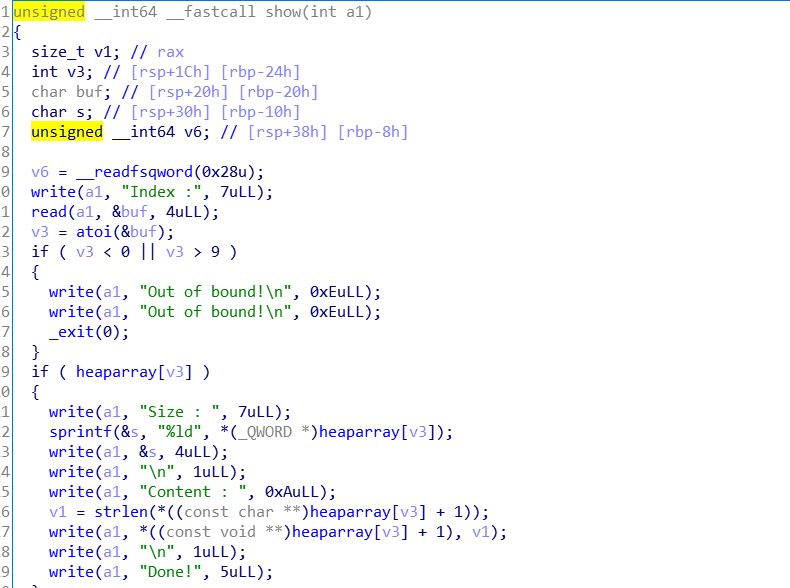 1 unsigned __int64 __fastcall show(int a1)
2 {
3   size_t v1; // rax
4   int v3; // [rsp+1Ch] [rbp-24h]
5   char buf; // [rsp+20h] [rbp-20h]
6   char s; // [rsp+30h] [rbp-10h]
7   unsigned __int64 v6; // [rsp+38h] [rbp-8h]
8
9   v6 = __readfsqword(0x28u);
0   write(a1, "Index :", 7uLL);
1   read(a1, &buf, 4uLL);
2   v3 = atoi(&buf);
3   if ( v3 < 0 || v3 > 9 )
4   {
5     write(a1, "Out of bound!\n", 0xEuLL);
6     write(a1, "Out of bound!\n", 0xEuLL);
7     _exit(0);
8   }
9   if ( heaparray[v3] )
0   {
1     write(a1, "Size : ", 7uLL);
2     sprintf(&s, "%ld", *(_QWORD *)heaparray[v3]);
3     write(a1, &s, 4uLL);
4     write(a1, "\n", 1uLL);
5     write(a1, "Content : ", 0xAuLL);
6     v1 = strlen(*((const char **)heaparray[v3] + 1));
7     write(a1, *((const void **)heaparray[v3] + 1), v1);
8     write(a1, "\n", 1uLL);
9     write(a1, "Done!", 5uLL);